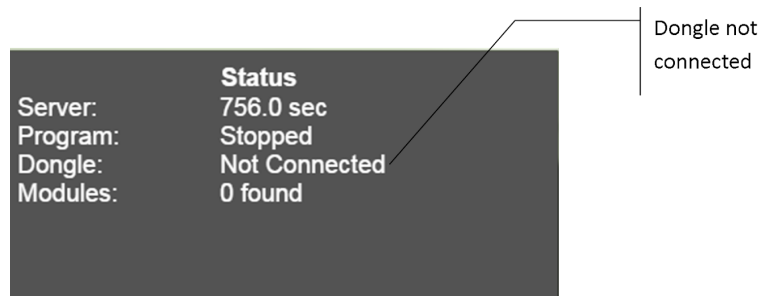 Status
Server: 756.0 sec
Program: Stopped
Dongle: Not Connected
Modules: 0 found
Dongle not
connected